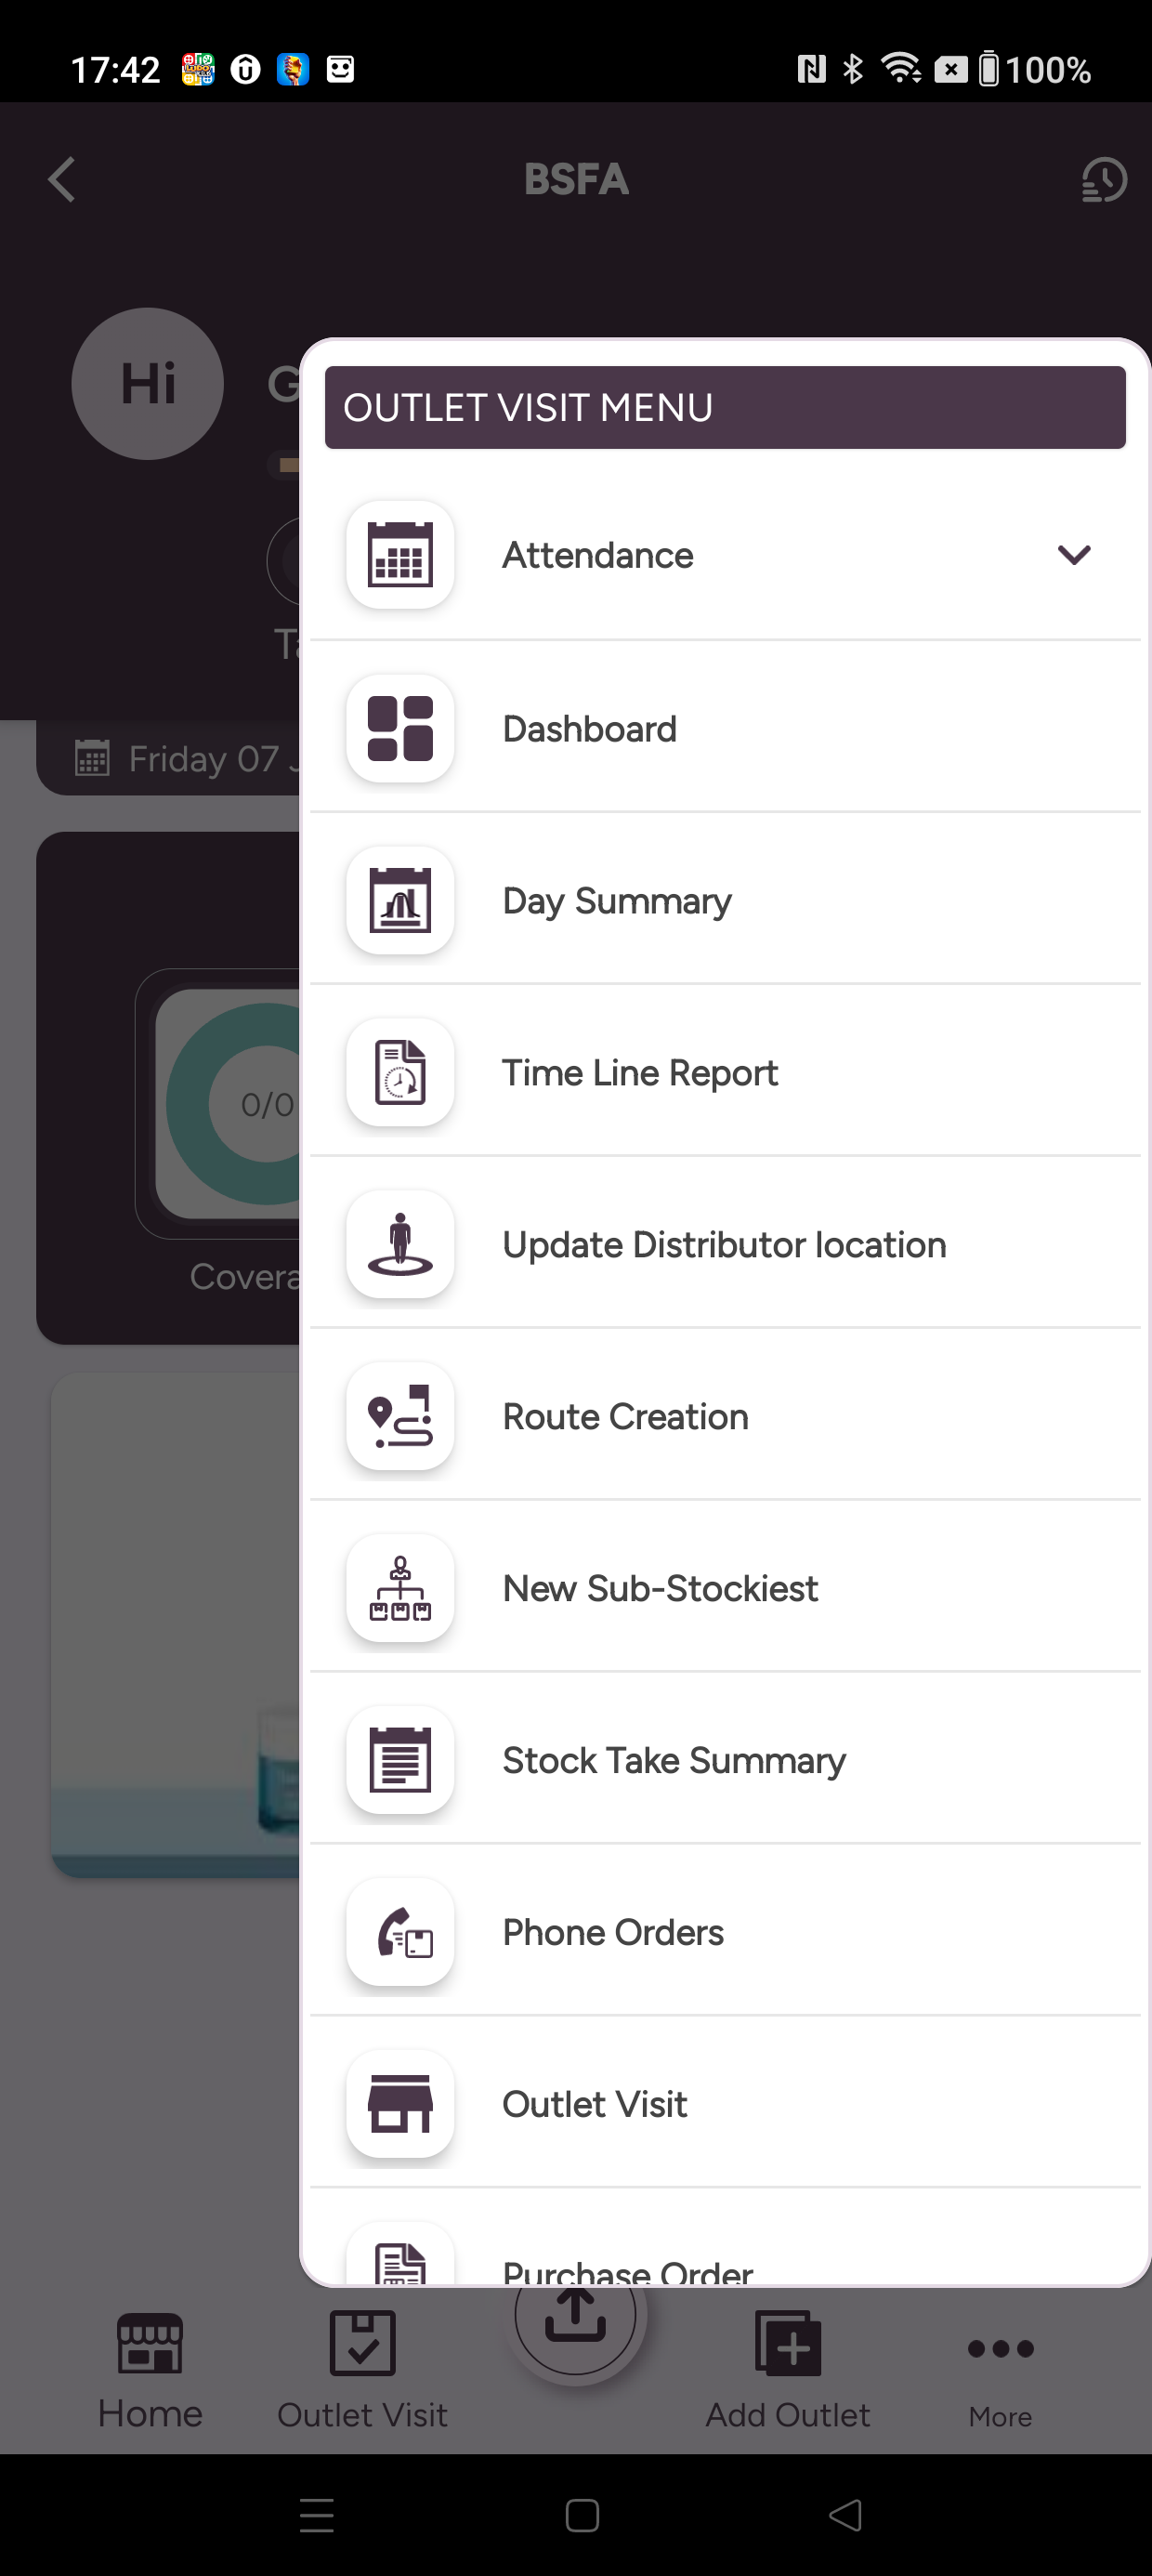 17:42
100%
BSFA
Hi
G
OUTLET VISIT MENU
Attendance
Dashboard
Friday 07 J
Day Summary
Time Line Report
0/0
Update Distributor location
Covera
Route Creation
New Sub-Stockiest
Stock Take Summary
Phone Orders
Outlet Visit
Purchase Order
Home
Outlet Visit
Add Outlet
More